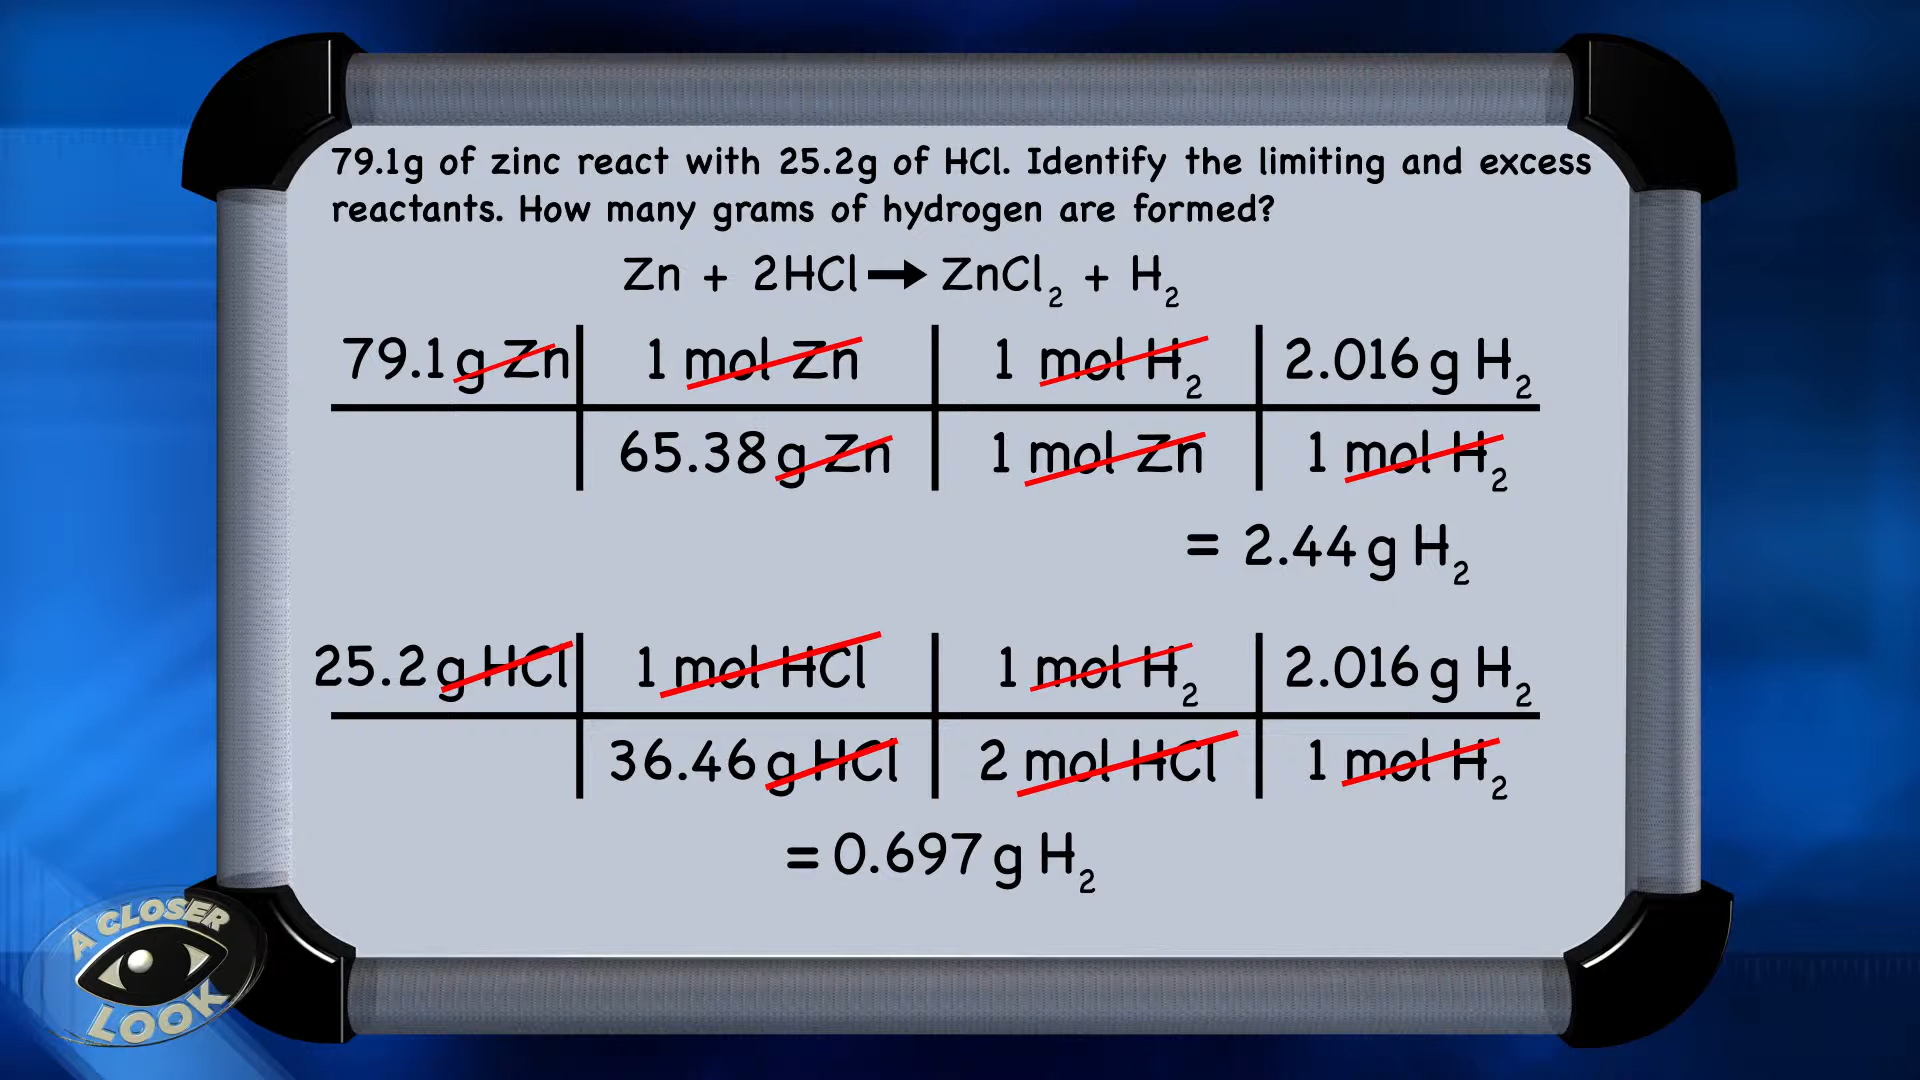 79.1g of zinc react with 25.2g of HCl. Identify the limiting and excess
reactants. How many grams of hydrogen are formed?
Zn + 2HCl → ZnCl₂ + H₂
79.1 g Zn 1 mol Zn 1 mol H₂ 2.016 g H₂
65.38 g Zn 1 mol Zn 1 mol H₂
= 2.44 g H₂
25.2 g HCl 1 mol HCl 1 mol H₂ 2.016 g H₂
36.46 g HCl 2 mol HCl 1 mol H₂
= 0.697 g H₂
A CLOSER
LOOK